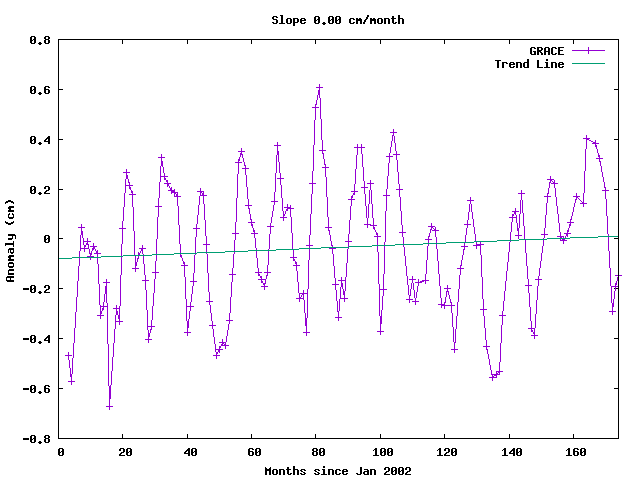 Slope 0.00 cm/month
GRACE
Trend Line
0.8
0.6
0.4
0.2
0
-0.2
-0.4
-0.6
-0.8
Anomaly (cm)
0 20 40 60 80 100 120 140 160
Months since Jan 2002